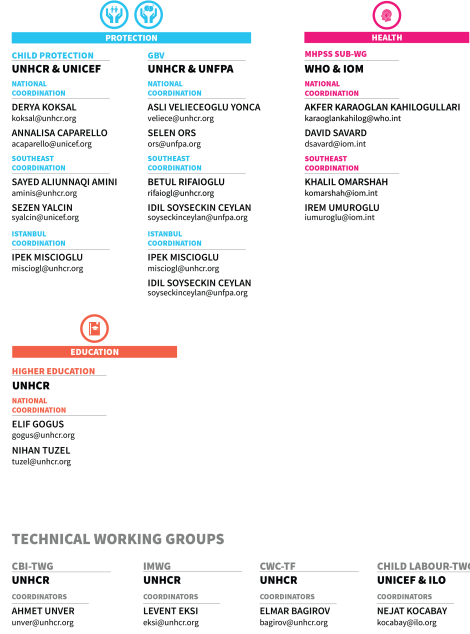 PROTECTION
CHILD PROTECTION
UNHCR & UNICEF
NATIONAL
COORDINATION
DERYA KOKSAL
koksal@unhcr.org
ANNALISA CAPARELLO
acaparello@unicef.org
SOUTHEAST
COORDINATION
SAYED ALIUNNAQI AMINI
aminis@unhcr.org
SEZEN YALCIN
syalcin@unicef.org
ISTANBUL
COORDINATION
IPEK MISCIOGLU
misciogl@unhcr.org
GBV
UNHCR & UNFPA
NATIONAL
COORDINATION
ASLI VELIECEOGLU YONCA
veliece@unhcr.org
SELEN ORS
ors@unfpa.org
SOUTHEAST
COORDINATION
BETUL RIFAIOGLU
rifaiogl@unhcr.org
IDIL SOYSECKIN CEYLAN
soyseckinceylan@unfpa.org
ISTANBUL
COORDINATION
IPEK MISCIOGLU
misciogl@unhcr.org
IDIL SOYSECKIN CEYLAN
soyseckinceylan@unfpa.org
HEALTH
MHPSS SUB-WG
WHO & IOM
NATIONAL
COORDINATION
AKFER KARAOGLAN KAHILOGULLARI
karaoglankahilog@who.int
DAVID SAVARD
dsavard@iom.int
SOUTHEAST
COORDINATION
KHALIL OMARSHAH
komarshah@iom.int
IREM UMUROGLU
iumuroglu@iom.int
EDUCATION
HIGHER EDUCATION
UNHCR
NATIONAL
COORDINATION
ELIF GOGUS
gogus@unhcr.org
NIHAN TUZEL
tuzel@unhcr.org
TECHNICAL WORKING GROUPS
CBI-TWG
UNHCR
COORDINATORS
AHMET UNVER
unver@unhcr.org
IMWG
UNHCR
COORDINATORS
LEVENT EKSI
eksi@unhcr.org
CWC-TF
UNHCR
COORDINATORS
ELMAR BAGIROV
bagirov@unhcr.org
CHILD LABOUR-TWG
UNICEF & ILO
COORDINATORS
NEJAT KOCABAY
kocabay@ilo.org